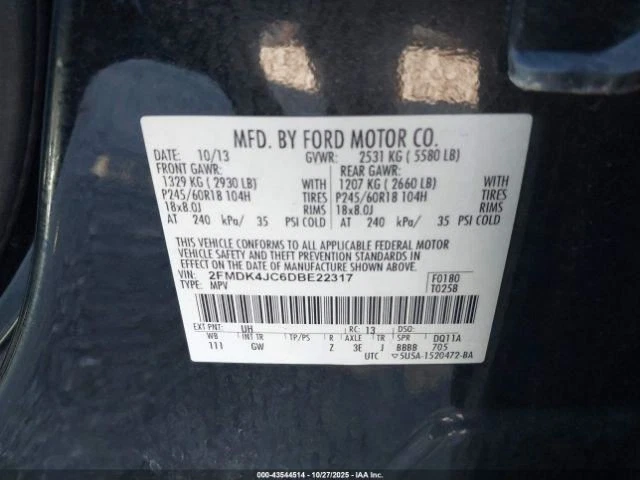 MFD. BY FORD MOTOR CO.
DATE: 10/13 GVWR: 2531 KG ( 5580 LB)
FRONT GAWR: REAR GAWR:
1329 KG ( 2930 LB) WITH 1207 KG ( 2660 LB) WITH
P245/60R18 104H TIRES P245/60R18 104H TIRES
18x8.0J RIMS 18x8.0J RIMS
AT 240 kPa/ 35 PSI COLD AT 240 kPa/ 35 PSI COLD
THIS VEHICLE CONFORMS TO ALL APPLICABLE FEDERAL MOTOR
VEHICLE SAFETY AND THEFT PREVENTION STANDARDS IN
EFFECT ON THE DATE OF MANUFACTURE SHOWN ABOVE.
VIN: 2FMDK4JC6DBE22317 F0180
TYPE: MPV T0258
EXT PNT: UH RC: 13 DSO:
WB INT TR TP/PS R AXLE TR SPR DQ11A
111 GW Z 3E J BBBB 705
UTC ▽5U5A-1520472-BA
000-43544514 | 10/27/2025 | IAA Inc.